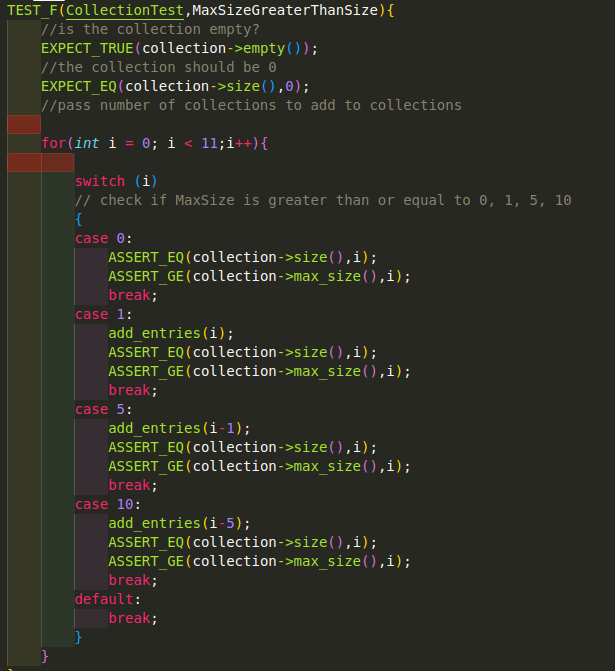 TEST_F(CollectionTest,MaxSizeGreaterThanSize){
    //is the collection empty?
    EXPECT_TRUE(collection->empty());
    //the collection should be 0
    EXPECT_EQ(collection->size(),0);
    //pass number of collections to add to collections
    for(int i = 0; i < 11;i++){
        switch (i)
        // check if MaxSize is greater than or equal to 0, 1, 5, 10
        {
        case 0:
            ASSERT_EQ(collection->size(),i);
            ASSERT_GE(collection->max_size(),i);
            break;
        case 1:
            add_entries(i);
            ASSERT_EQ(collection->size(),i);
            ASSERT_GE(collection->max_size(),i);
            break;
        case 5:
            add_entries(i-1);
            ASSERT_EQ(collection->size(),i);
            ASSERT_GE(collection->max_size(),i);
            break;
        case 10:
            add_entries(i-5);
            ASSERT_EQ(collection->size(),i);
            ASSERT_GE(collection->max_size(),i);
            break;
        default:
            break;
        }
    }